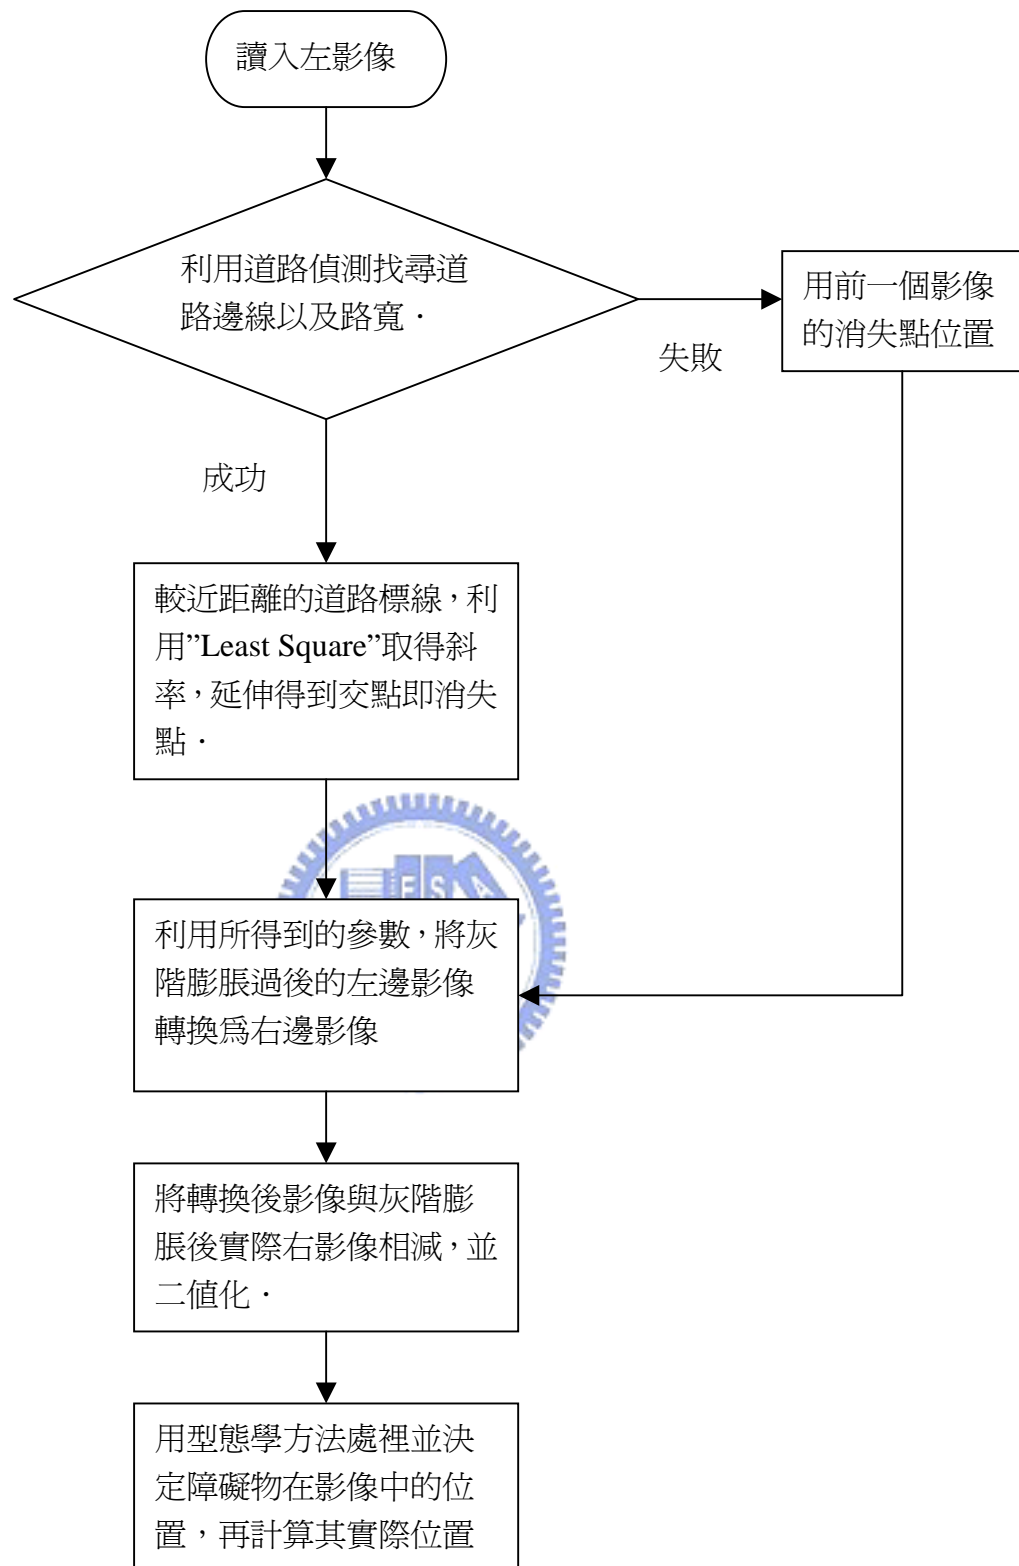 讀入左影像
利用道路偵測找尋道
路邊線以及路寬．
用前一個影像
的消失點位置
失敗
成功
較近距離的道路標線，利
用”Least Square”取得斜
率，延伸得到交點即消失
點．
E S A
利用所得到的參數，將灰
階膨脹過後的左邊影像
轉換為右邊影像
將轉換後影像與灰階膨
脹後實際右影像相減，並
二值化．
用型態學方法處裡並決
定障礙物在影像中的位
置，再計算其實際位置